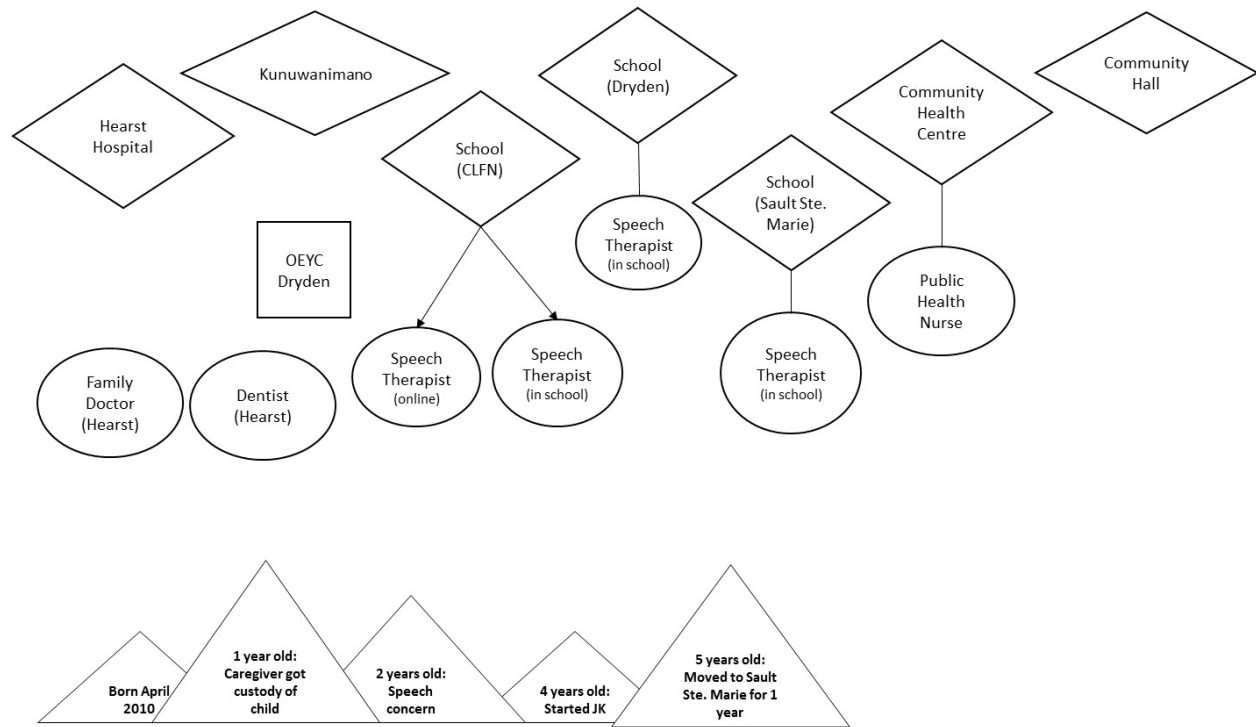 Hearst
Hospital
Kunuwanimano
School
(CLFN)
School
(Dryden)
School
(Sault Ste.
Marie)
Community
Health
Centre
Community
Hall
OEYC
Dryden
Speech
Therapist
(in school)
Public
Health
Nurse
Family
Doctor
(Hearst)
Dentist
(Hearst)
Speech
Therapist
(online)
Speech
Therapist
(in school)
Speech
Therapist
(in school)
Born April
2010
1 year old:
Caregiver got
custody of
child
2 years old:
Speech
concern
4 years old:
Started JK
5 years old:
Moved to Sault
Ste. Marie for 1
year